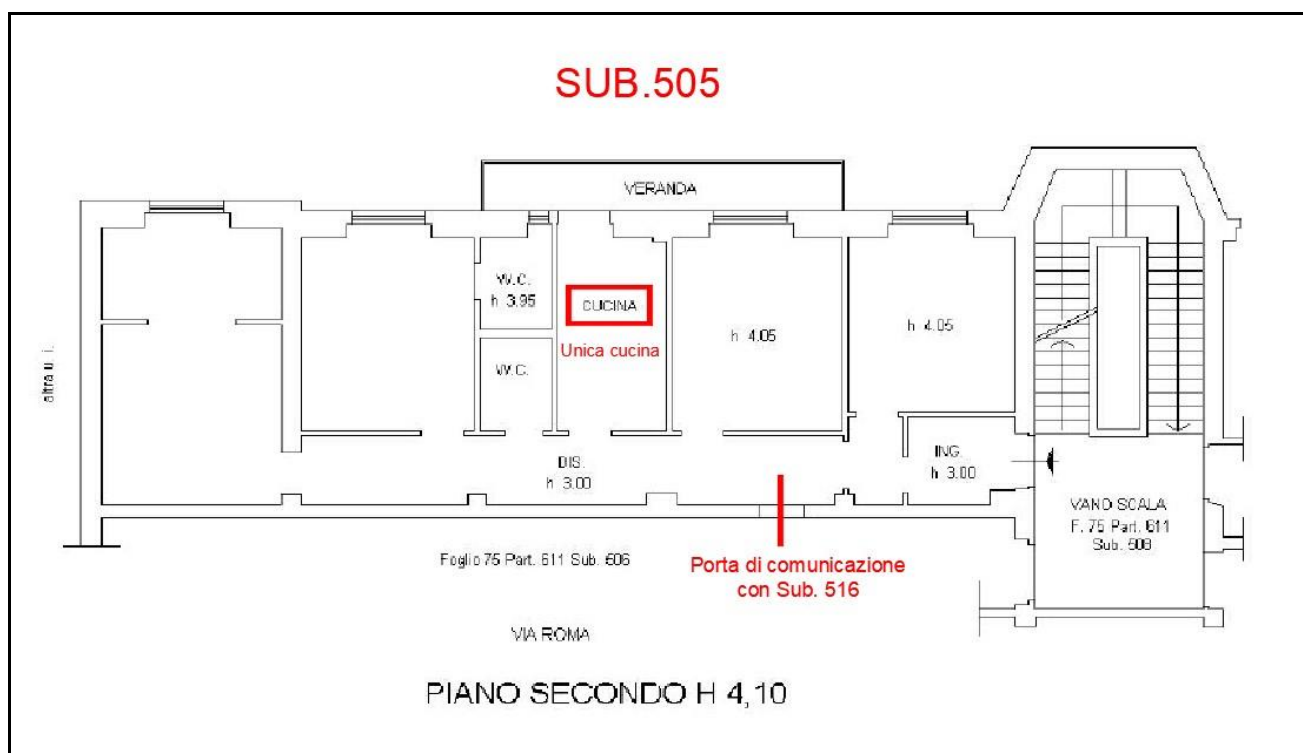 SUB.505
VERANDA
W.C.
h 3.95
CUCINA
Unica cucina
W.C.
h 4.05
h 4.05
altra u. i.
DIS.
h 3.00
ING.
h 3.00
VANO SCALA
F. 75 Part. 611
Sub. 508
Foglio 75 Part. 611 Sub. 506
Porta di comunicazione
con Sub. 516
VIA ROMA
PIANO SECONDO H 4,10